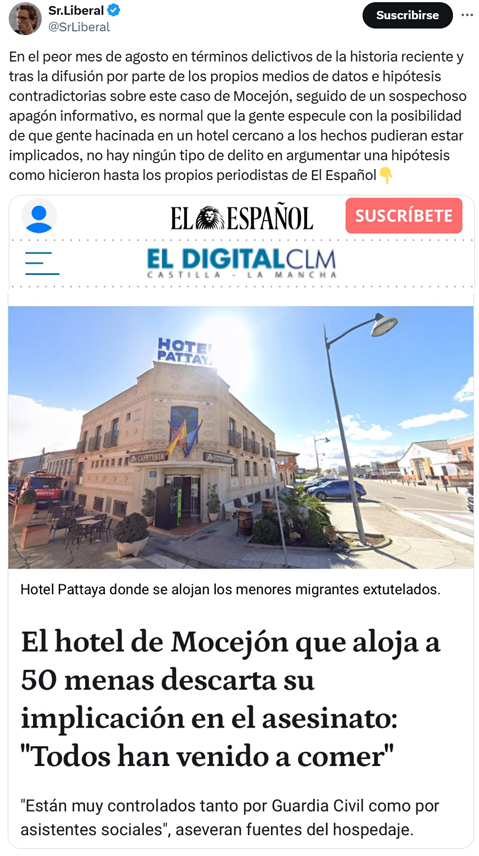 Sr.Liberal
@SrLiberal
Suscribirse
En el peor mes de agosto en términos delictivos de la historia reciente y
tras la difusión por parte de los propios medios de datos e hipótesis
contradictorias sobre este caso de Mocejón, seguido de un sospechoso
apagón informativo, es normal que la gente especule con la posibilidad
de que gente hacinada en un hotel cercano a los hechos pudieran estar
implicados, no hay ningún tipo de delito en argumentar una hipótesis
como hicieron hasta los propios periodistas de El Español👇
EL ESPAÑOL
SUSCRÍBETE
EL DIGITALCLM
CASTILLA - LA MANCHA
HOTEL
PATTAYA
CAFETERIA
Hotel Pattaya donde se alojan los menores migrantes extutelados.
El hotel de Mocejón que aloja a
50 menas descarta su
implicación en el asesinato:
"Todos han venido a comer"
"Están muy controlados tanto por Guardia Civil como por
asistentes sociales", aseveran fuentes del hospedaje.